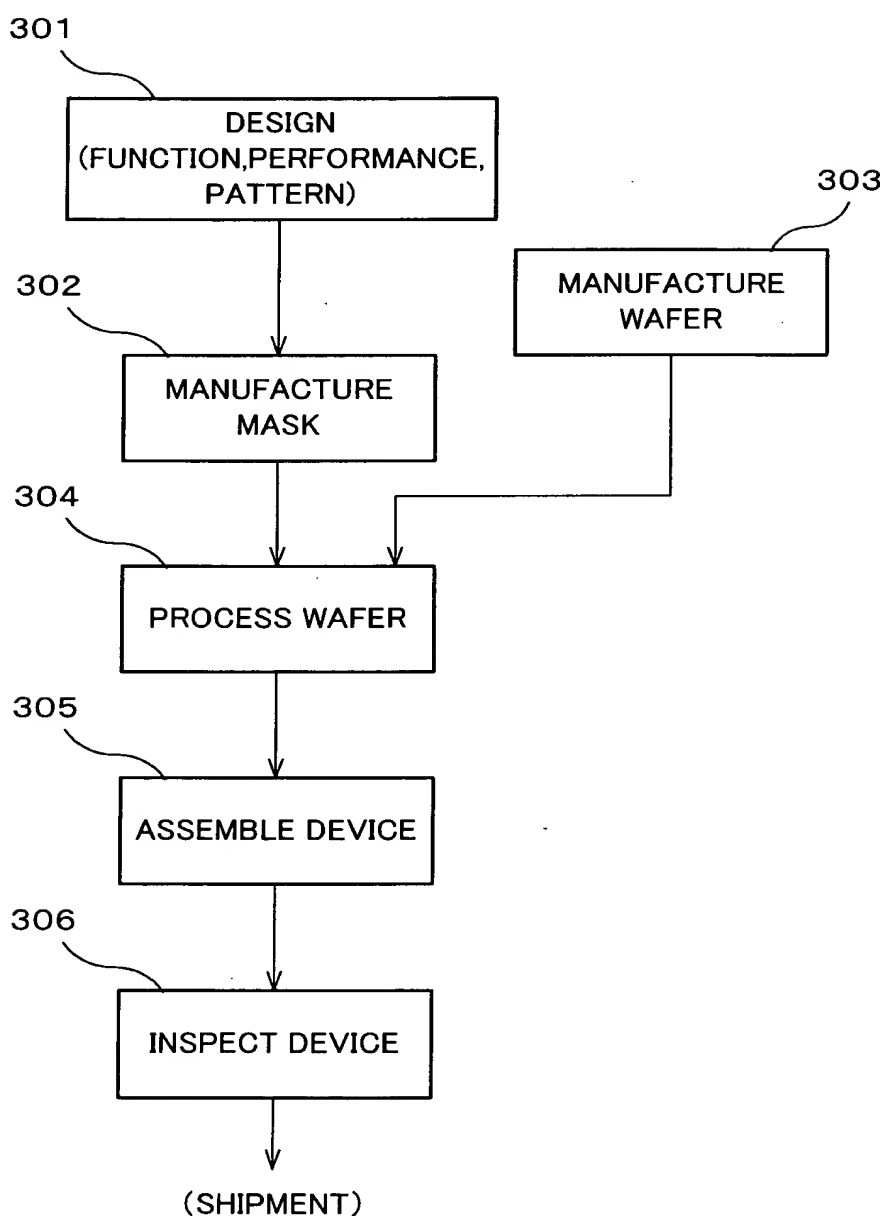 301
DESIGN
(FUNCTION,PERFORMANCE,
PATTERN)
303
MANUFACTURE
WAFER
302
MANUFACTURE
MASK
304
PROCESS WAFER
305
ASSEMBLE DEVICE
306
INSPECT DEVICE
(SHIPMENT)